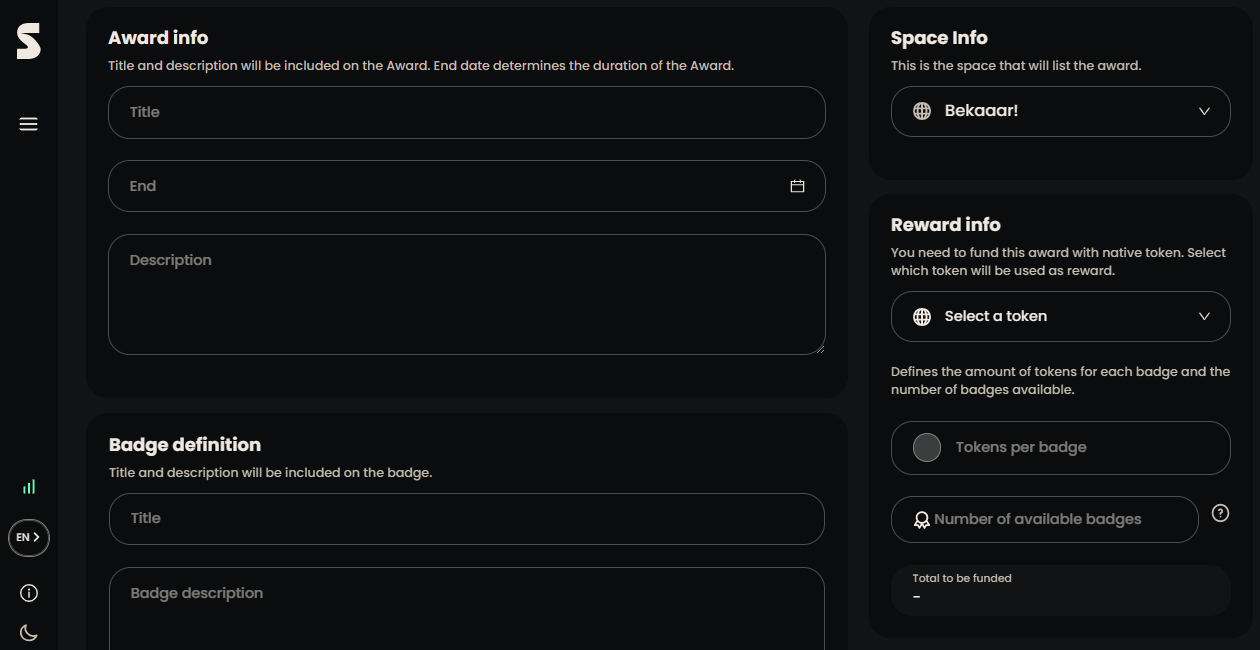 Award info
Title and description will be included on the Award. End date determines the duration of the Award.
Title
End
Description
Badge definition
Title and description will be included on the badge.
Title
Badge description
Space Info
This is the space that will list the award.
Bekaaar!
Reward info
You need to fund this award with native token. Select
which token will be used as reward.
Select a token
Defines the amount of tokens for each badge and the
number of badges available.
Tokens per badge
Number of available badges
?
Total to be funded
–
EN